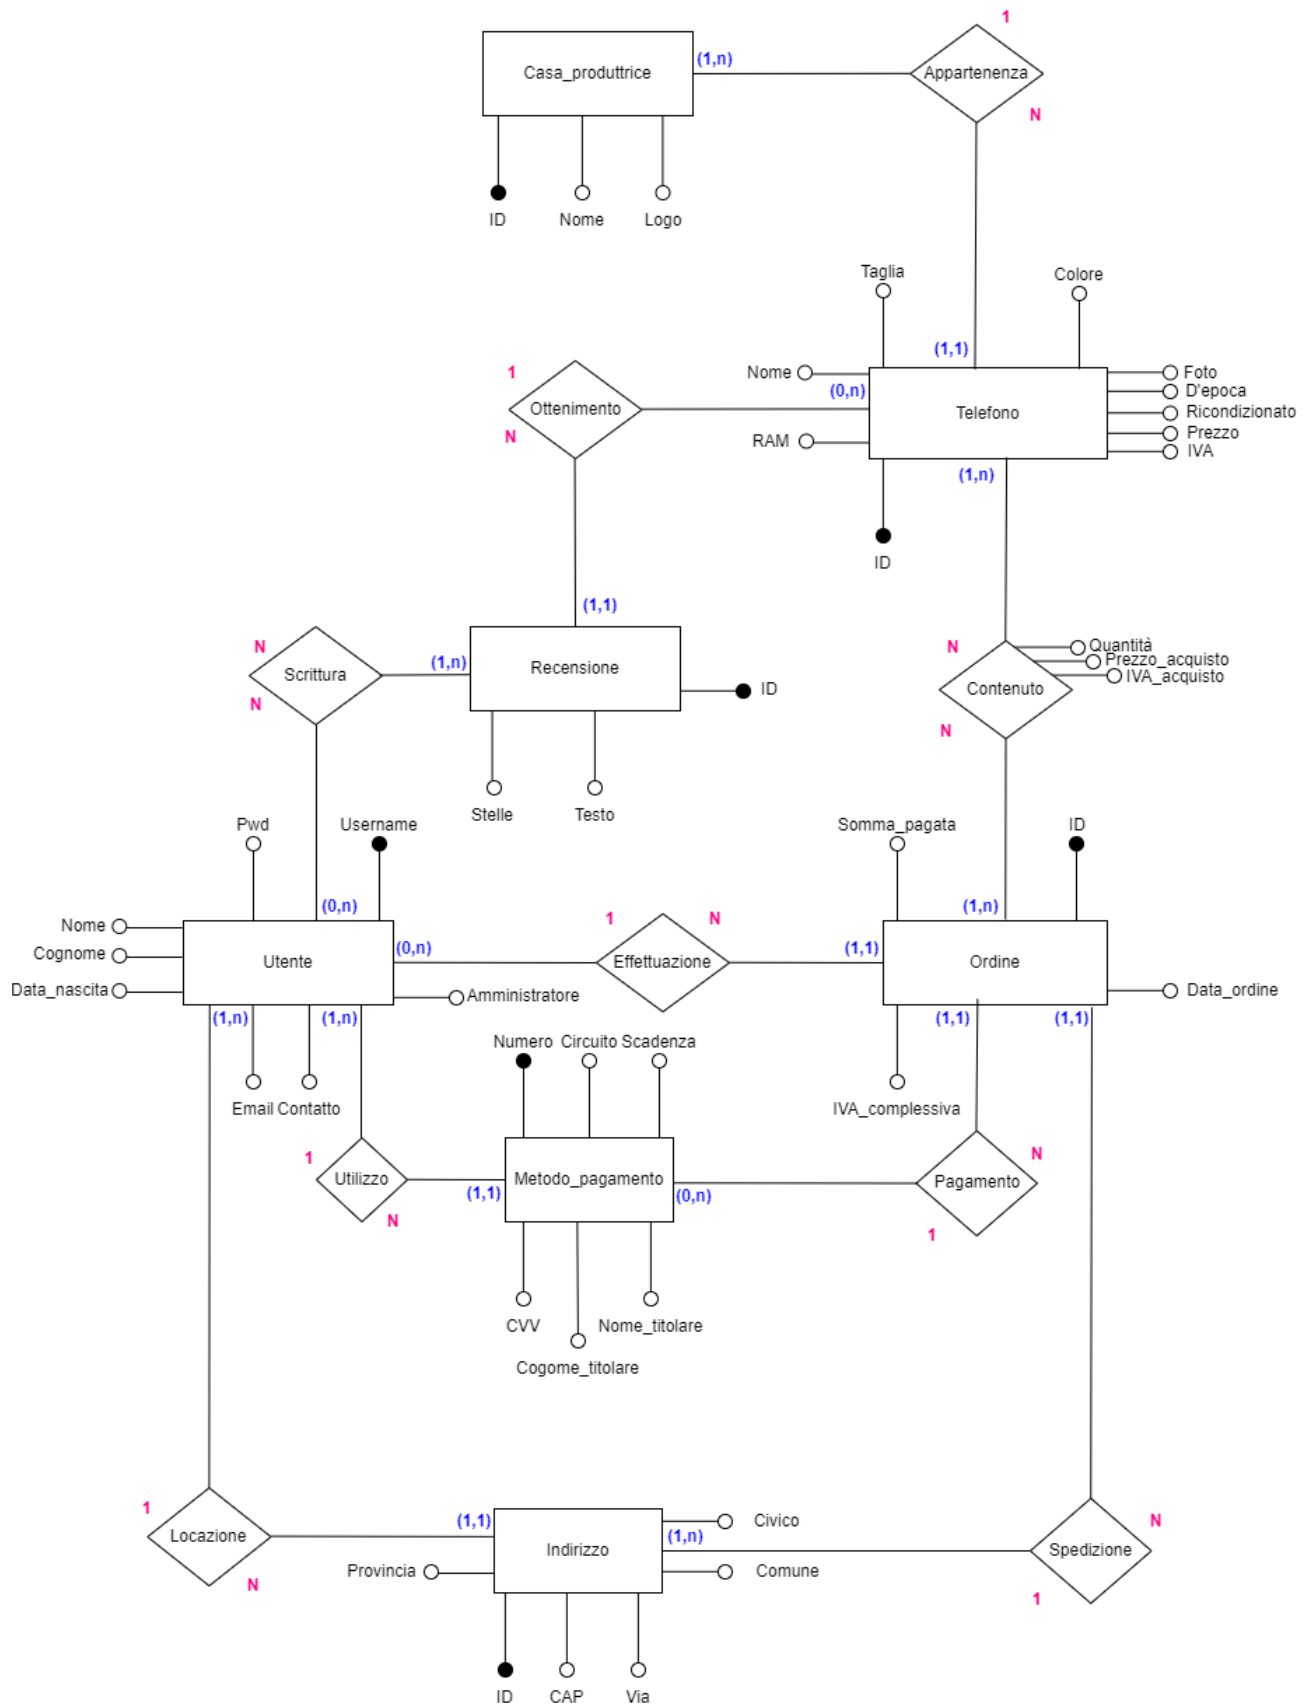 1
(1,n)
Casa_produttrice
Appartenenza
N
ID
Nome
Logo
Taglia
Colore
(1,1)
1
Nome
Foto
(0,n)
D'epoca
Ottenimento
Telefono
Ricondizionato
N
RAM
Prezzo
IVA
(1,n)
ID
(1,1)
N
N
Quantità
(1,n)
Recensione
Prezzo_acquisto
Scrittura
IVA_acquisto
ID
Contenuto
N
N
Stelle
Testo
Pwd
Username
Somma_pagata
ID
(0,n)
(1,n)
Nome
1
N
(0,n)
(1,1)
Cognome
Utente
Effettuazione
Ordine
Data_nascita
Amministratore
Data_ordine
(1,n)
(1,n)
(1,1)
(1,1)
Numero
Circuito
Scadenza
Email
Contatto
IVA_complessiva
1
N
Utilizzo
Metodo_pagamento
Pagamento
(1,1)
(0,n)
N
1
CVV
Nome_titolare
Cogome_titolare
1
(1,1)
Civico
N
Locazione
(1,n)
Indirizzo
Spedizione
Provincia
Comune
N
1
ID
CAP
Via